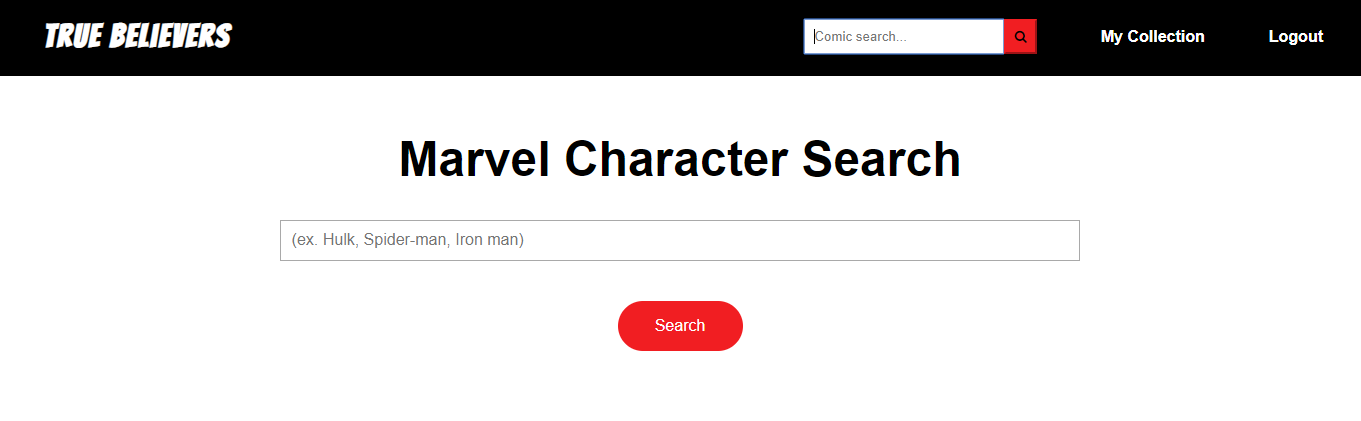 TRUE BELIEVERS
Comic search...
My Collection
Logout
Marvel Character Search
(ex. Hulk, Spider-man, Iron man)
Search